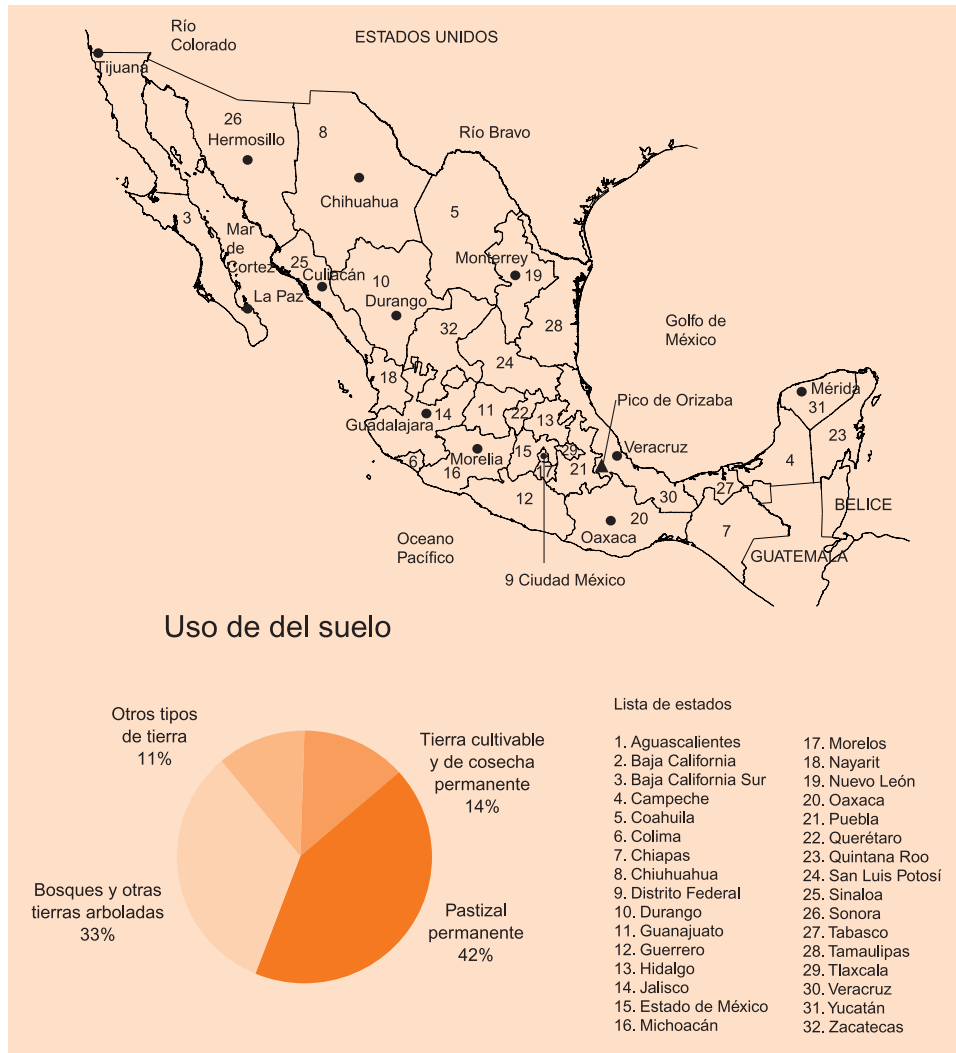 Río
Colorado
ESTADOS UNIDOS
Tijuana
26
Hermosillo
8
Río Bravo
Chihuahua
3
5
Mar
de
Cortez
Monterrey
19
25
Culiacán
10
La Paz
Durango
32
28
Golfo de
México
24
18
14
Guadalajara
11
22
13
Pico de Orizaba
Mérida
31
23
Morelia
15
9
29
Veracruz
6
16
17
21
4
12
30
27
20
Oaxaca
7
BELICE
GUATEMALA
Oceano
Pacífico
9 Ciudad México
Uso de del suelo
Otros tipos
de tierra
11%
Tierra cultivable
y de cosecha
permanente
14%
Bosques y otras
tierras arboladas
33%
Pastizal
permanente
42%
Lista de estados
1. Aguascalientes
2. Baja California
3. Baja California Sur
4. Campeche
5. Coahuila
6. Colima
7. Chiapas
8. Chiuhuahua
9. Distrito Federal
10. Durango
11. Guanajuato
12. Guerrero
13. Hidalgo
14. Jalisco
15. Estado de México
16. Michoacán
17. Morelos
18. Nayarit
19. Nuevo León
20. Oaxaca
21. Puebla
22. Querétaro
23. Quintana Roo
24. San Luis Potosí
25. Sinaloa
26. Sonora
27. Tabasco
28. Tamaulipas
29. Tlaxcala
30. Veracruz
31. Yucatán
32. Zacatecas